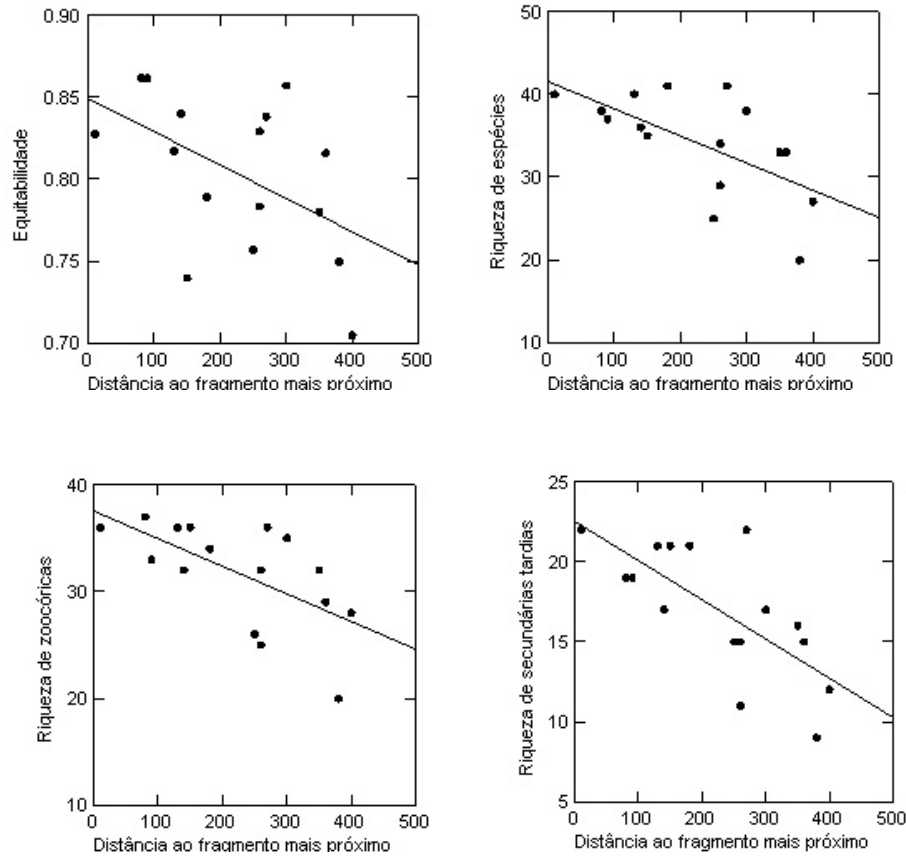 0.90
0.85
0.80
0.75
0.70
Equitabilidade
0 100 200 300 400 500
Distância ao fragmento mais próximo
50
40
30
20
10
Riqueza de espécies
0 100 200 300 400 500
Distância ao fragmento mais próximo
40
30
20
10
Riqueza de zoocóricas
0 100 200 300 400 500
Distância ao fragmento mais próximo
25
20
15
10
5
Riqueza de secundárias tardias
0 100 200 300 400 500
Distância ao fragmento mais próximo